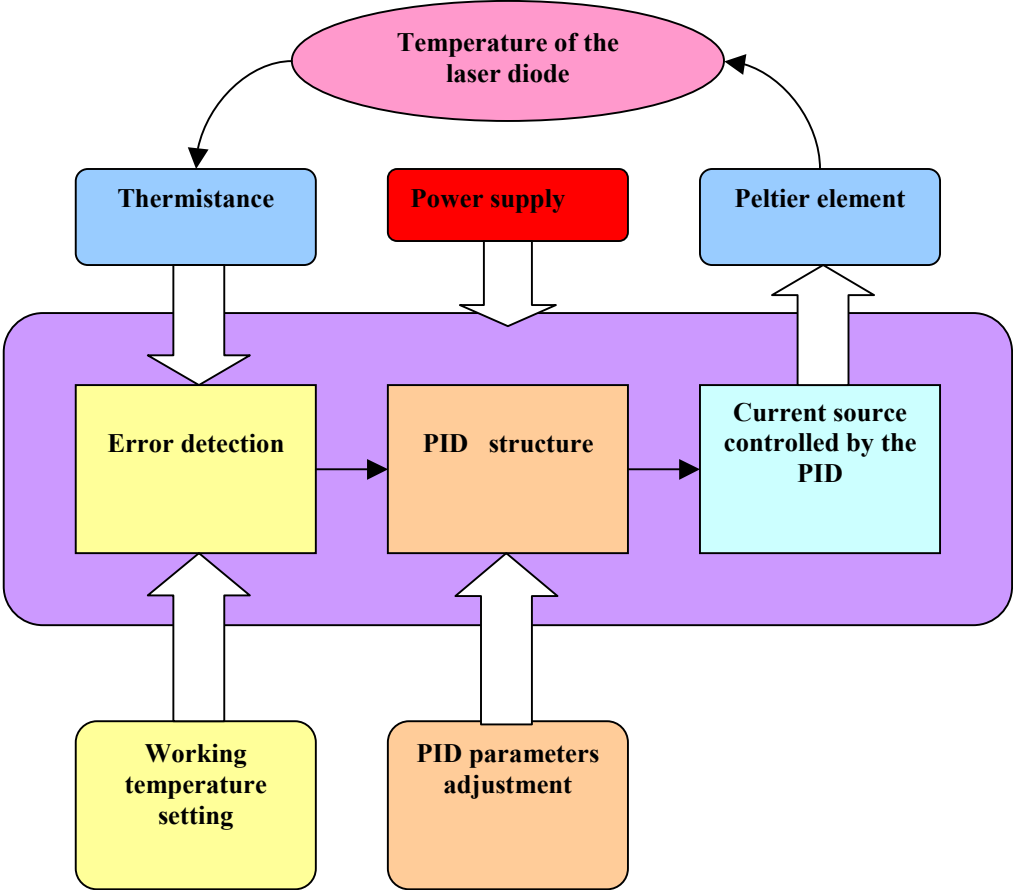 Temperature of the
laser diode
Thermistance
Power supply
Peltier element
Error detection
PID structure
Current source
controlled by the
PID
Working
temperature
setting
PID parameters
adjustment